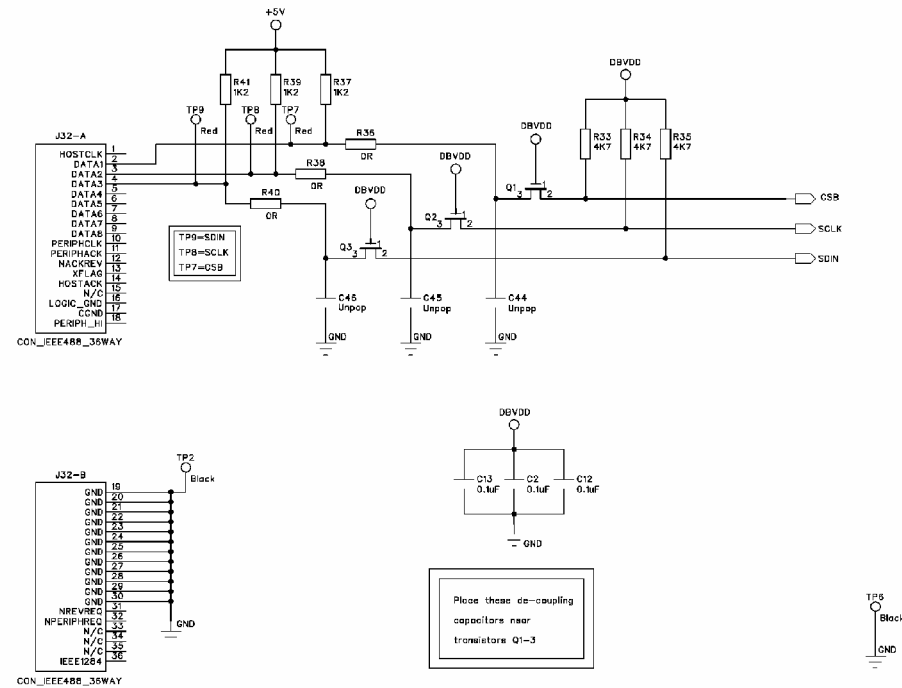 +5V
R41
1K2
R39
1K2
R37
1K2
TP9
Red
TP8
Red
TP7
Red
DBVDD
R33
4K7
R34
4K7
R35
4K7
J32-A
HOSTCLK 1
DATA1 2
DATA2 3
DATA3 4
DATA4 5
DATA5 6
DATA6 7
DATA7 8
DATA8 9
PERIPHCLK 10
PERIPHACK 11
NACKREV 12
XFLAG 13
HOSTACK 14
N/C 15
LOGIC_GND 16
CGND 17
PERIPH_HI 18
CON_IEEE488_36WAY
R36
0R
R38
0R
R40
0R
DBVDD
Q1 3 1 2
DBVDD
Q2 3 1 2
DBVDD
Q3 3 1 2
CSB
SCLK
SDIN
TP9=SDIN
TP8=SCLK
TP7=CSB
C46
Unpop
GND
C45
Unpop
GND
C44
Unpop
GND
J32-B
GND 19
GND 20
GND 21
GND 22
GND 23
GND 24
GND 25
GND 26
GND 27
GND 28
GND 29
GND 30
NREVREQ 31
NPERIPHREQ 32
N/C 33
N/C 34
N/C 35
IEEE1284 36
CON_IEEE488_36WAY
TP2
Black
GND
DBVDD
C13
0.1uF
C2
0.1uF
C12
0.1uF
GND
Place these de-coupling
capacitors near
transistors Q1-3
TP6
Black
GND